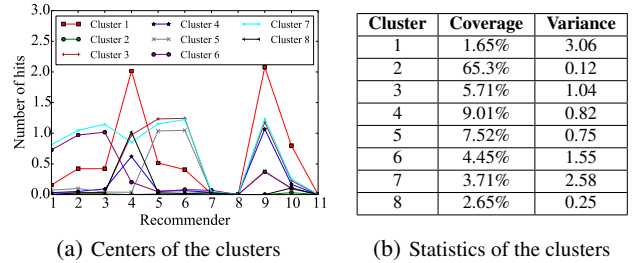 3.0
2.5
2.0
1.5
1.0
0.5
0.0
Number of hits
Cluster 1 Cluster 4 Cluster 7
Cluster 2 Cluster 5 Cluster 8
Cluster 3 Cluster 6
1 2 3 4 5 6 7 8 9 10 11
Recommender
(a) Centers of the clusters
Cluster Coverage Variance
1 1.65% 3.06
2 65.3% 0.12
3 5.71% 1.04
4 9.01% 0.82
5 7.52% 0.75
6 4.45% 1.55
7 3.71% 2.58
8 2.65% 0.25
(b) Statistics of the clusters